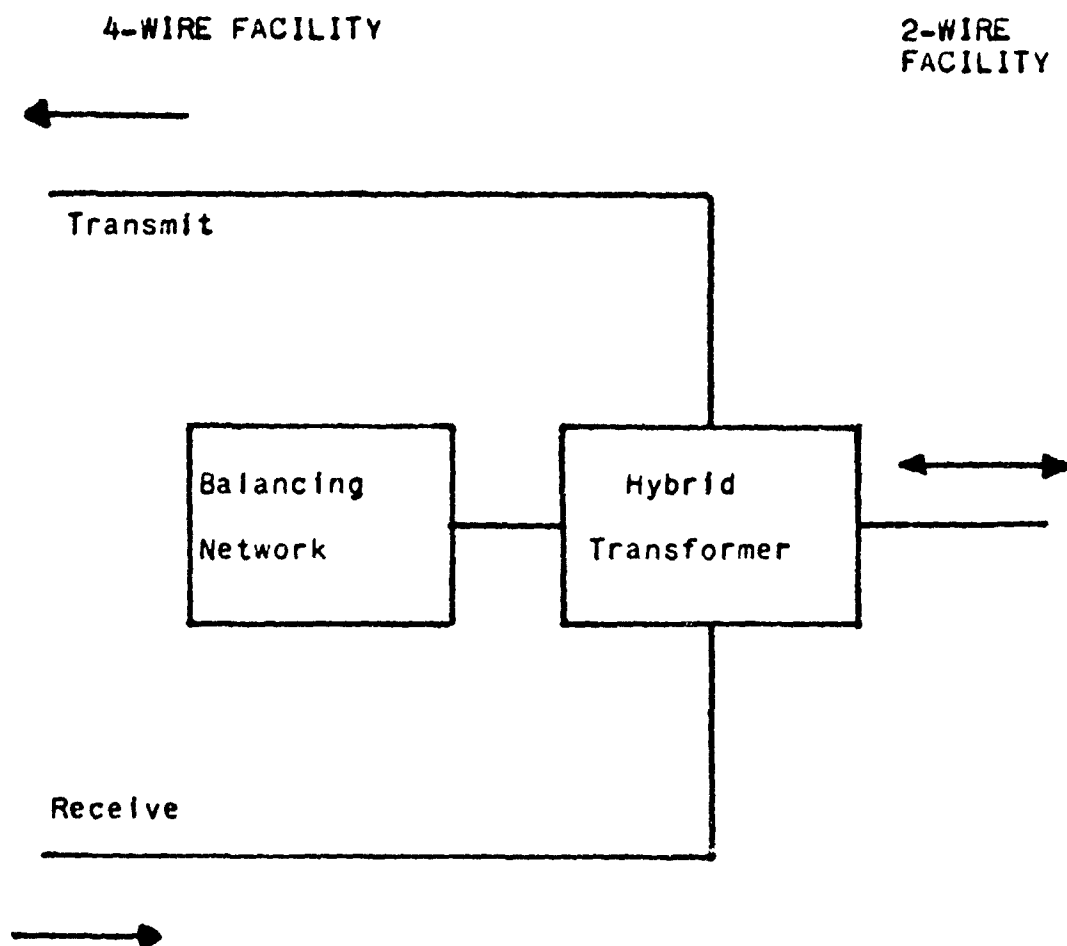 4-WIRE FACILITY
2-WIRE
FACILITY
Transmit
Balancing
Network
Hybrid
Transformer
Receive